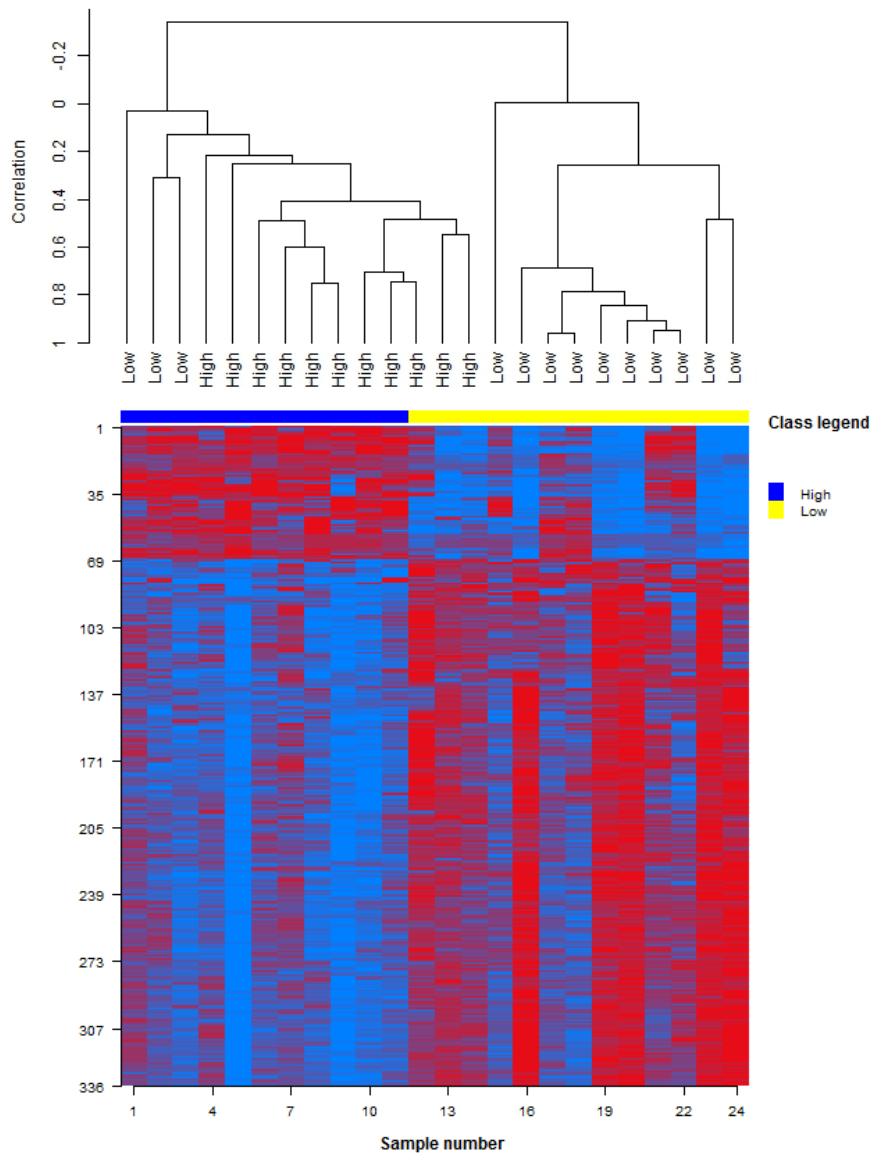 Correlation
-0.2
0
0.2
0.4
0.6
0.8
1
Low Low Low High High High High High High High High High High High Low Low Low Low Low Low Low Low Low Low
Class legend
High
Low
1
35
69
103
137
171
205
239
273
307
336
1 4 7 10 13 16 19 22 24
Sample number